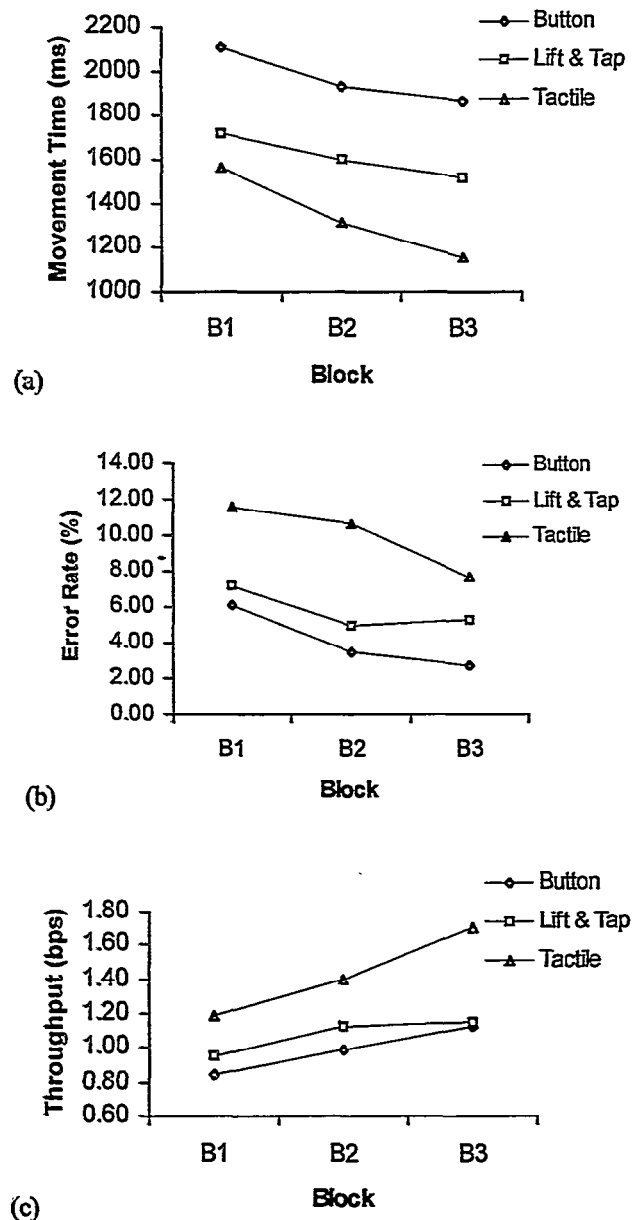 2200
2000
1800
1600
1400
1200
1000
Movement Time (ms)
Button
Lift & Tap
Tactile
B1 B2 B3
Block
(a)
14.00
12.00
10.00
8.00
6.00
4.00
2.00
0.00
Error Rate (%)
Button
Lift & Tap
Tactile
B1 B2 B3
Block
(b)
1.80
1.60
1.40
1.20
1.00
0.80
0.60
Throughput (bps)
Button
Lift & Tap
Tactile
B1 B2 B3
Block
(c)